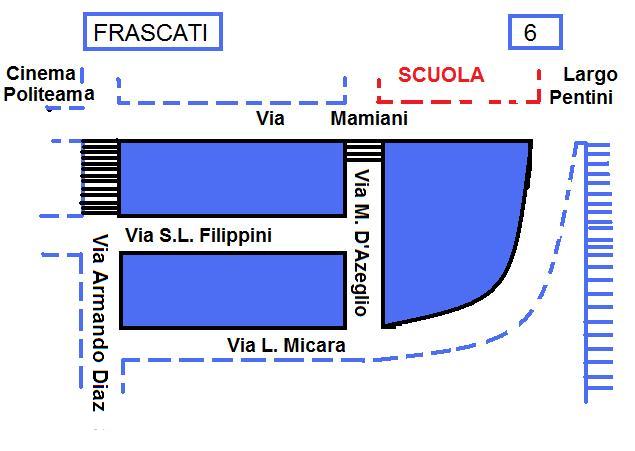 FRASCATI
6
Cinema
Politeama
SCUOLA
Largo
Pentini
Via Mamiani
Via S.L. Filippini
Via M. D'Azeglio
Via Armando Diaz
Via L. Micara